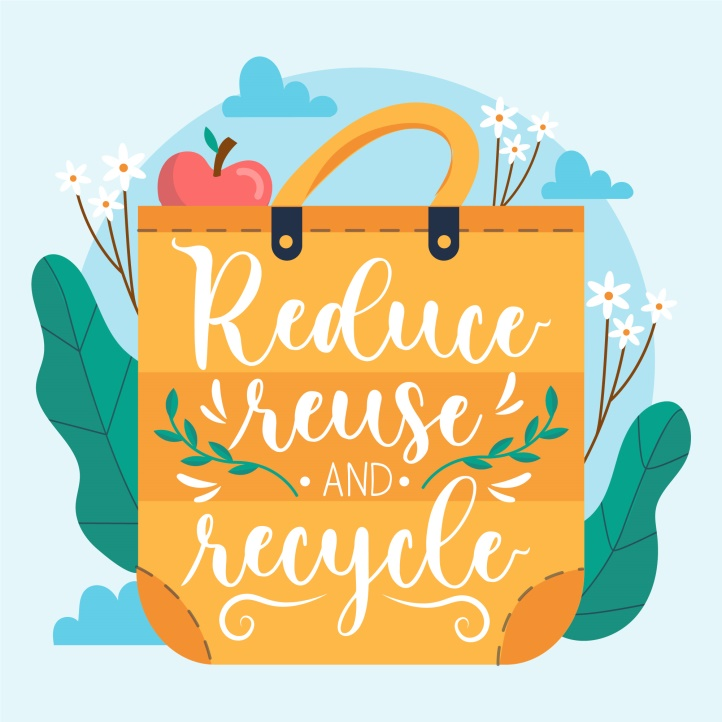 Reduce
reuse
• AND •
recycle